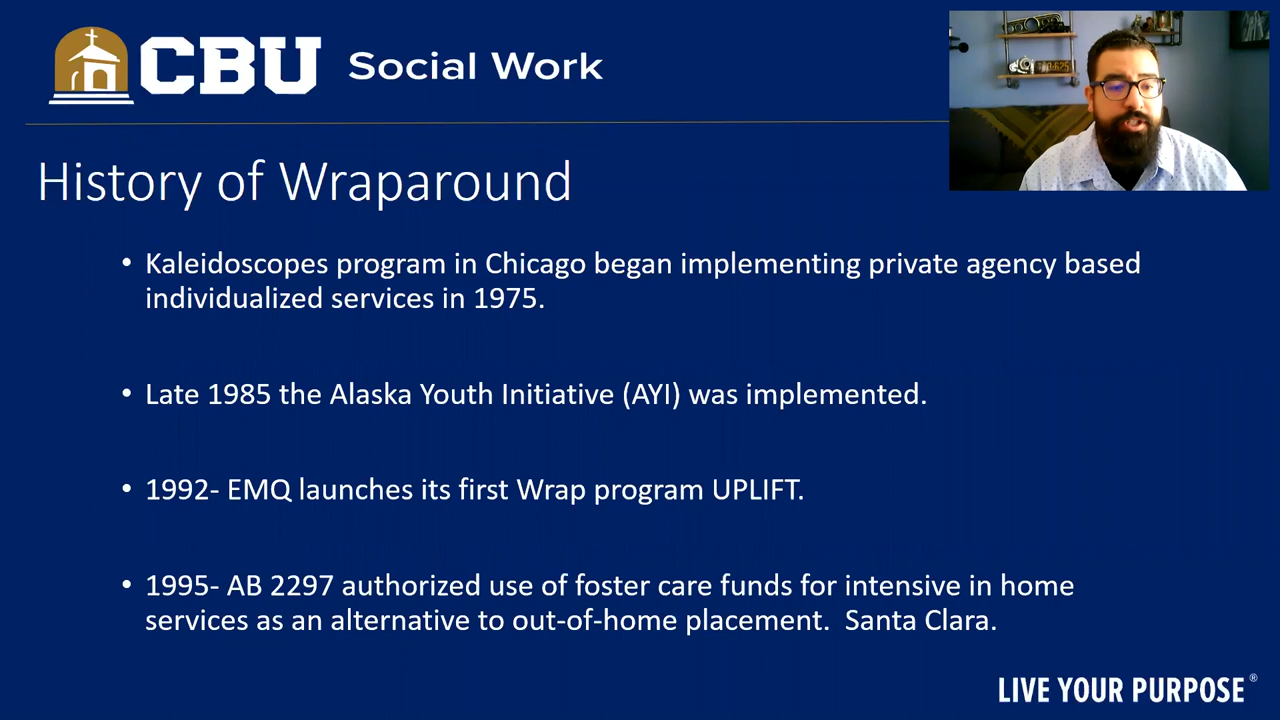 CBU Social Work
History of Wraparound
• Kaleidoscopes program in Chicago began implementing private agency based
individualized services in 1975.
• Late 1985 the Alaska Youth Initiative (AYI) was implemented.
• 1992- EMQ launches its first Wrap program UPLIFT.
• 1995- AB 2297 authorized use of foster care funds for intensive in home
services as an alternative to out-of-home placement.  Santa Clara.
LIVE YOUR PURPOSE®